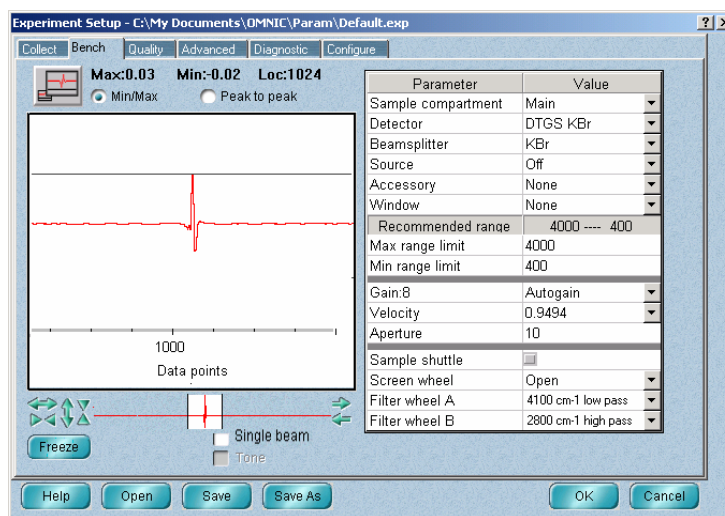 Experiment Setup - C:\My Documents\OMNIC\Param\Default.exp
Collect Bench Quality Advanced Diagnostic Configure
Max:0.03 Min:-0.02 Loc:1024
Min/Max Peak to peak
1000
Data points
Single beam
Tone
Freeze
Parameter Value
Sample compartment Main
Detector DTGS KBr
Beamsplitter KBr
Source Off
Accessory None
Window None
Recommended range 4000 ---- 400
Max range limit 4000
Min range limit 400
Gain:8 Autogain
Velocity 0.9494
Aperture 10
Sample shuttle
Screen wheel Open
Filter wheel A 4100 cm-1 low pass
Filter wheel B 2800 cm-1 high pass
Help Open Save Save As OK Cancel